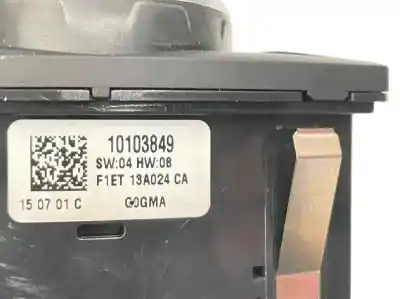 10103849
SW:04 HW:08
F1ET 13A024 CA
15 07 01 C G0GMA